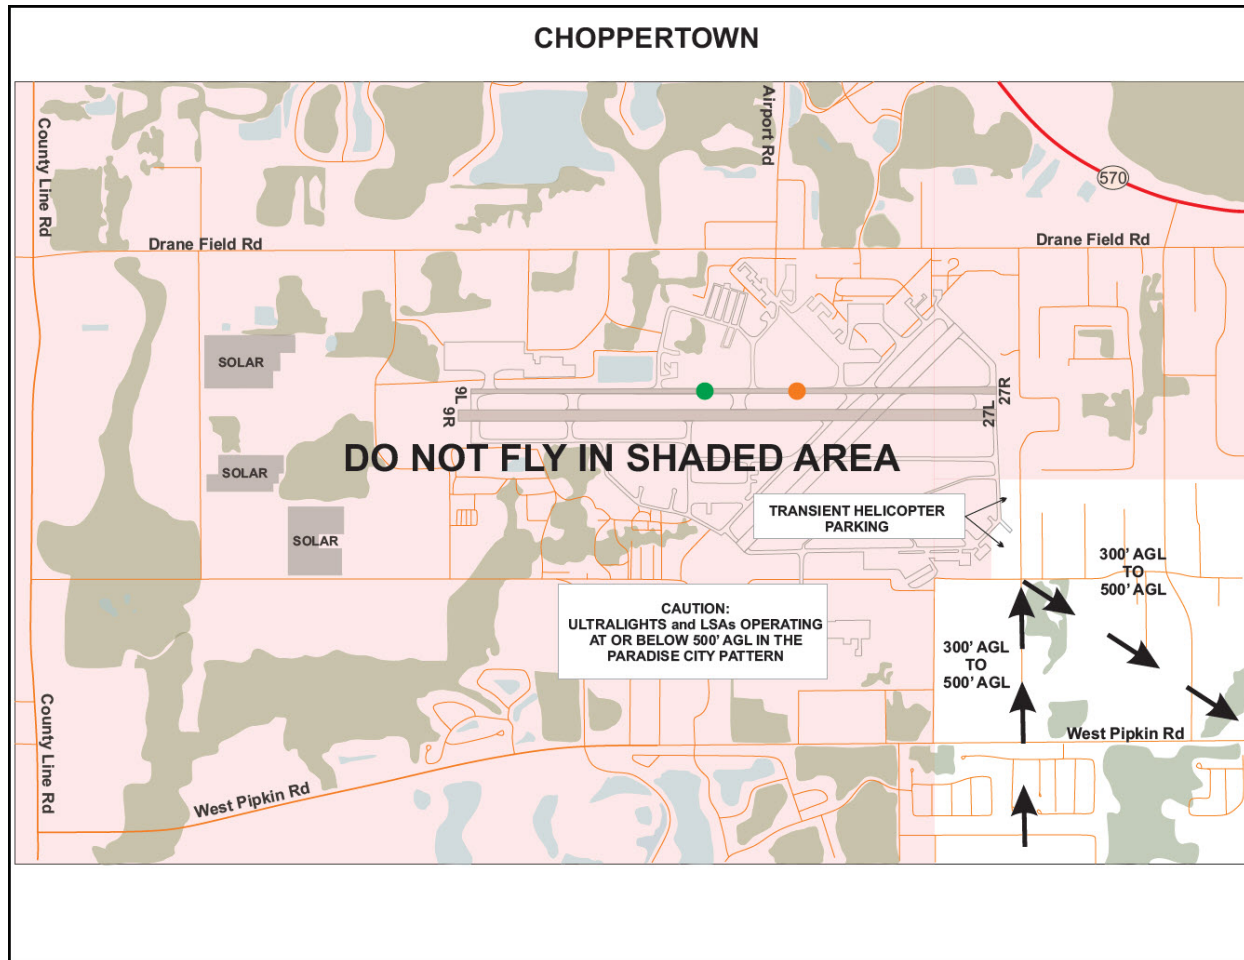 CHOPPERTOWN
County Line Rd
Airport Rd
570
Drane Field Rd
Drane Field Rd
SOLAR
9L
9R
27R
27L
DO NOT FLY IN SHADED AREA
SOLAR
TRANSIENT HELICOPTER
PARKING
SOLAR
300' AGL
TO
500' AGL
CAUTION:
ULTRALIGHTS and LSAs OPERATING
AT OR BELOW 500' AGL IN THE
PARADISE CITY PATTERN
300' AGL
TO
500' AGL
County Line Rd
West Pipkin Rd
West Pipkin Rd